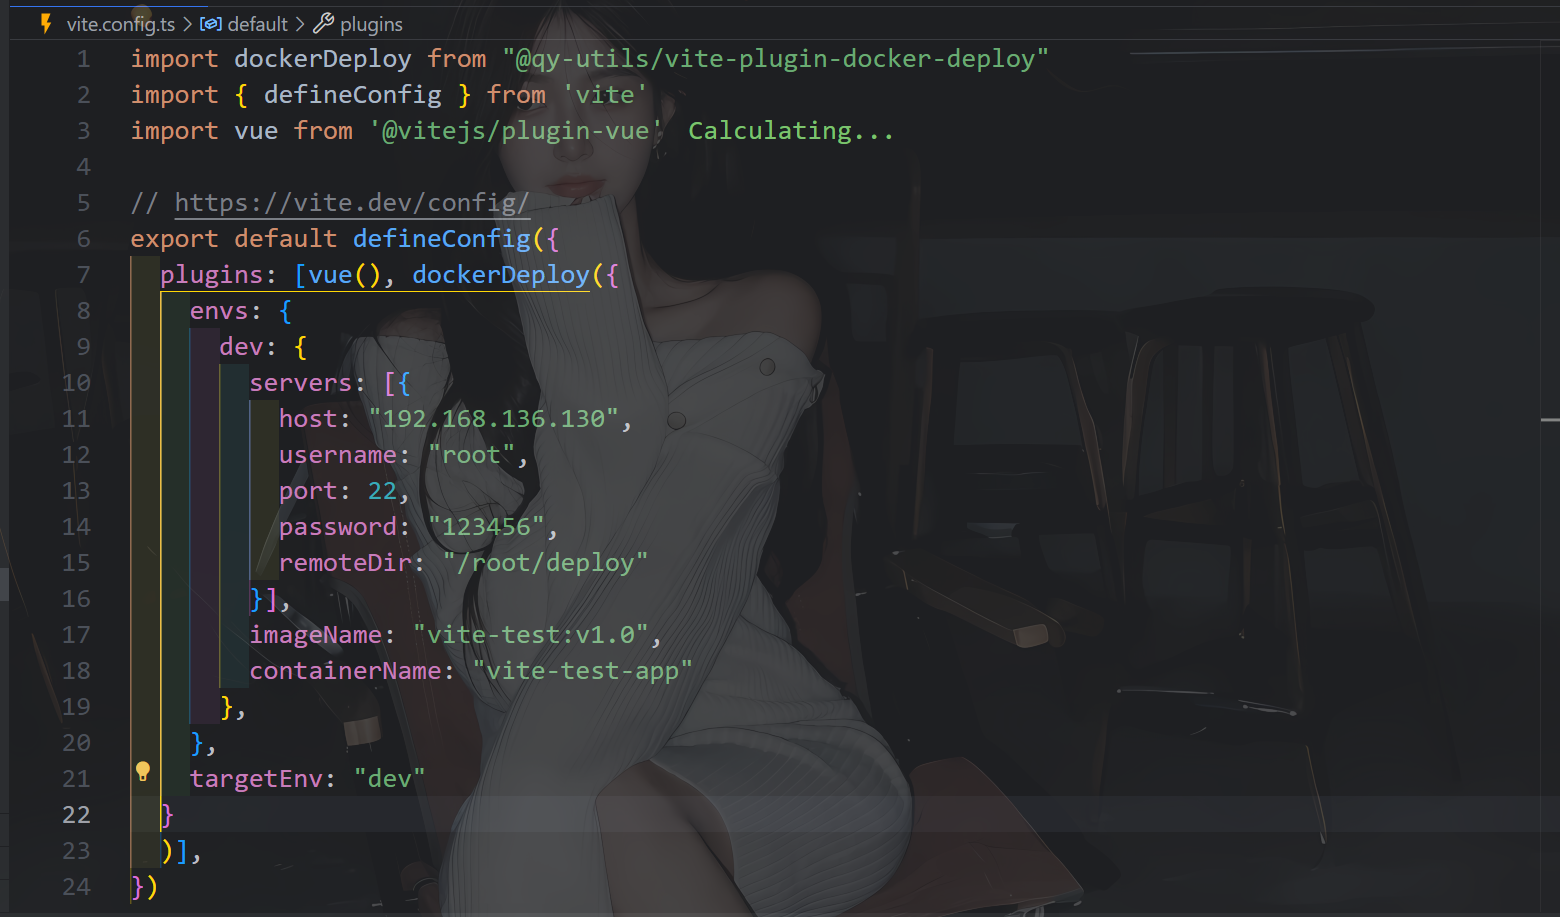 vite.config.ts > default > plugins
1 import dockerDeploy from "@qy-utils/vite-plugin-docker-deploy"
2 import { defineConfig } from 'vite'
3 import vue from '@vitejs/plugin-vue' Calculating...
4
5 // https://vite.dev/config/
6 export default defineConfig({
7 plugins: [vue(), dockerDeploy({
8 envs: {
9 dev: {
10 servers: [{
11 host: "192.168.136.130",
12 username: "root",
13 port: 22,
14 password: "123456",
15 remoteDir: "/root/deploy"
16 }],
17 imageName: "vite-test:v1.0",
18 containerName: "vite-test-app"
19 },
20 },
21 targetEnv: "dev"
22 }
23 )],
24 })